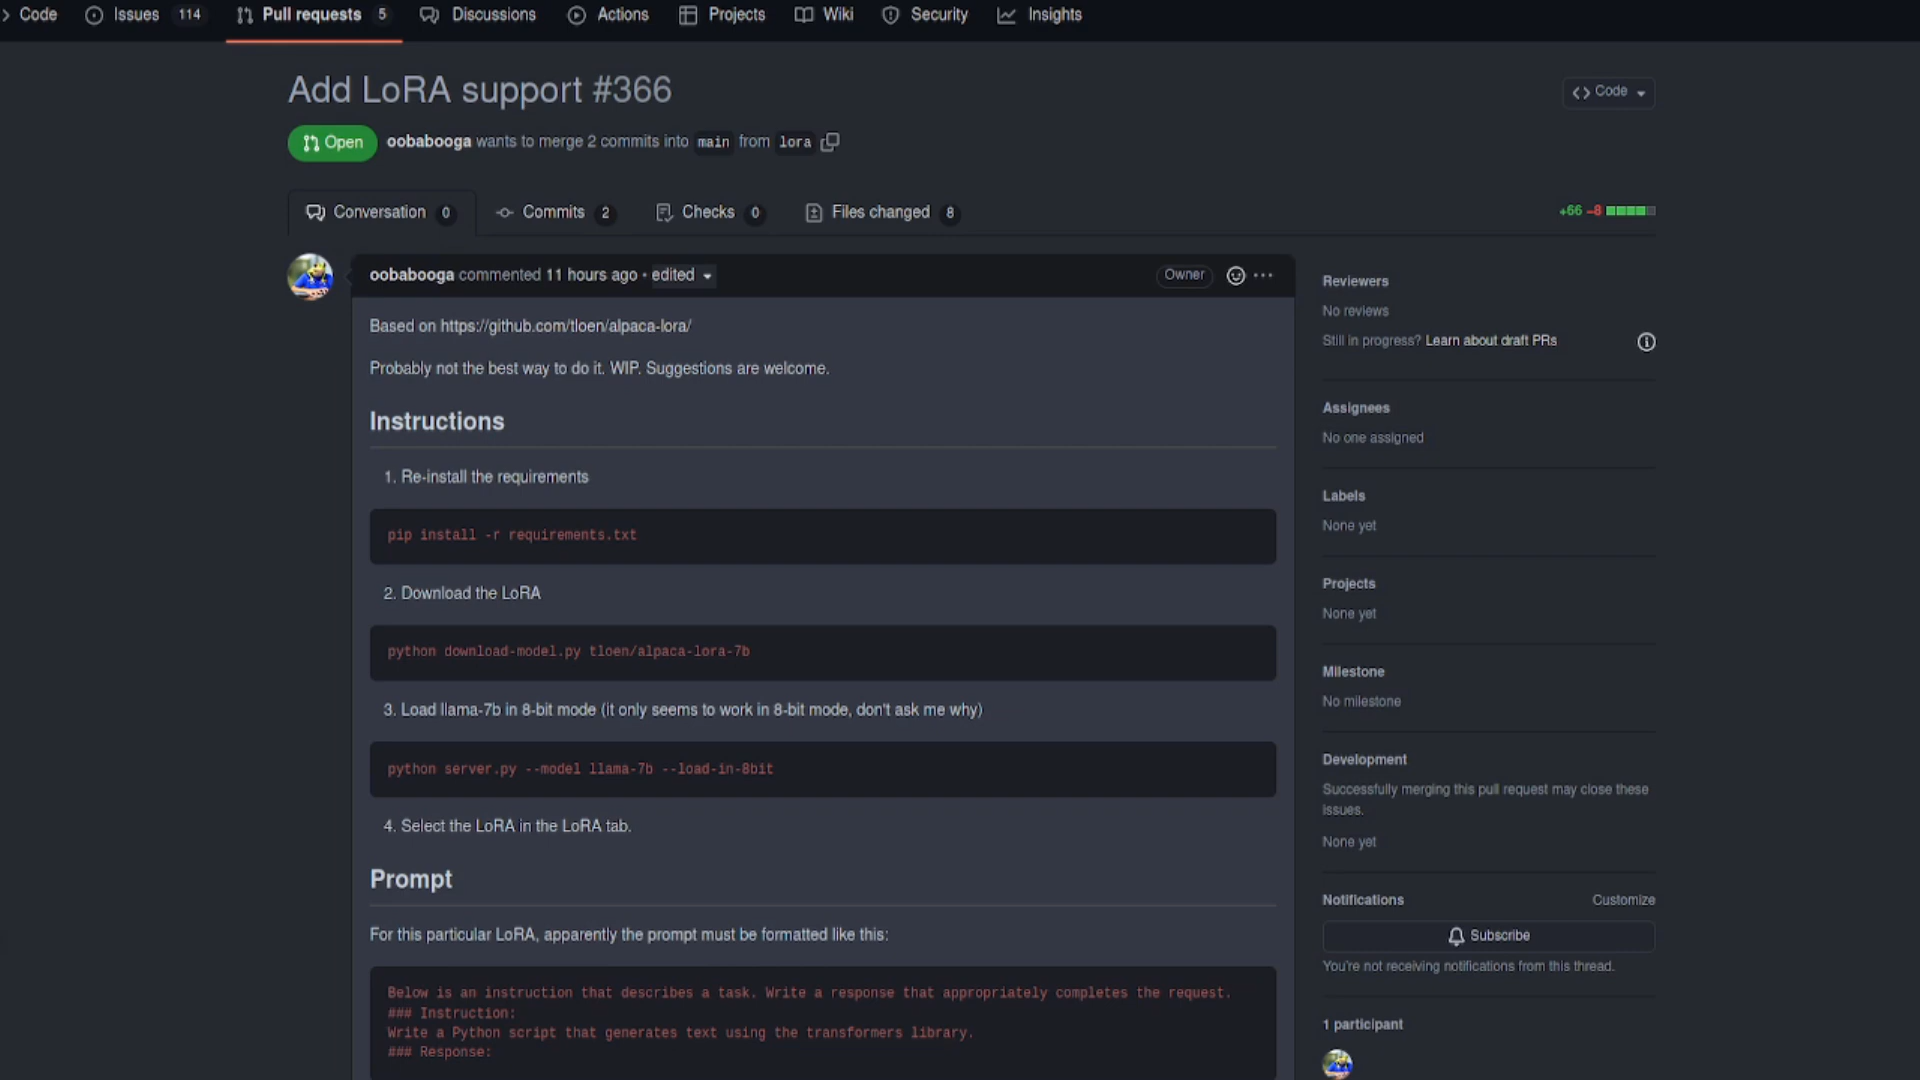 Code
Issues 114
Pull requests 5
Discussions
Actions
Projects
Wiki
Security
Insights
Add LoRA support #366
Code
Open
oobabooga wants to merge 2 commits into main from lora
Conversation 0
Commits 2
Checks 0
Files changed 8
+66 −8
oobabooga commented 11 hours ago • edited
Owner
Based on https://github.com/tloen/alpaca-lora/
Probably not the best way to do it. WIP. Suggestions are welcome.
Instructions
1. Re-install the requirements
pip install -r requirements.txt
2. Download the LoRA
python download-model.py tloen/alpaca-lora-7b
3. Load llama-7b in 8-bit mode (it only seems to work in 8-bit mode, don't ask me why)
python server.py --model llama-7b --load-in-8bit
4. Select the LoRA in the LoRA tab.
Prompt
For this particular LoRA, apparently the prompt must be formatted like this:
Below is an instruction that describes a task. Write a response that appropriately completes the request.
### Instruction:
Write a Python script that generates text using the transformers library.
### Response:
Reviewers
No reviews
Still in progress? Learn about draft PRs
Assignees
No one assigned
Labels
None yet
Projects
None yet
Milestone
No milestone
Development
Successfully merging this pull request may close these
issues.
None yet
Notifications
Customize
Subscribe
You're not receiving notifications from this thread.
1 participant